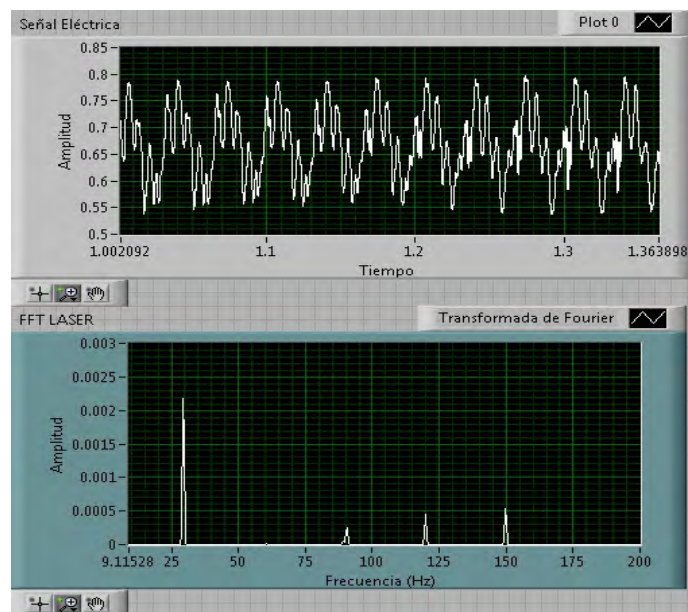 Señal Eléctrica
Plot 0
Amplitud
0.85
0.8
0.75
0.7
0.65
0.6
0.55
0.5
1.002092 1.1 1.2 1.3 1.363898
Tiempo
FFT LASER
Transformada de Fourier
Amplitud
0.003
0.0025
0.002
0.0015
0.001
0.0005
0
9.11528 25 50 75 100 125 150 175 200
Frecuencia (Hz)